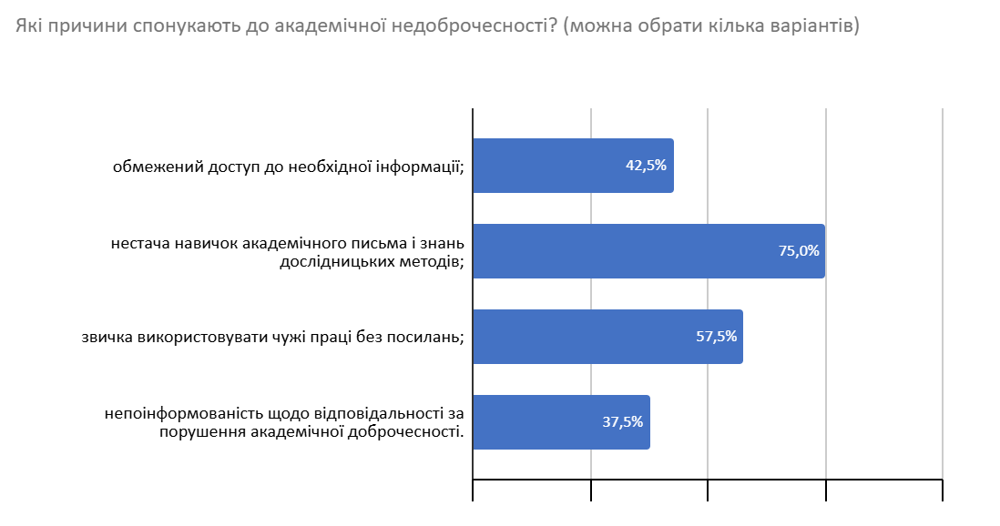 Які причини спонукають до академічної недоброчесності? (можна обрати кілька варіантів)
обмежений доступ до необхідної інформації;
42,5%
нестача навичок академічного письма і знань
дослідницьких методів;
75,0%
звичка використовувати чужі праці без посилань;
57,5%
непоінформованість щодо відповідальності за
порушення академічної доброчесності.
37,5%